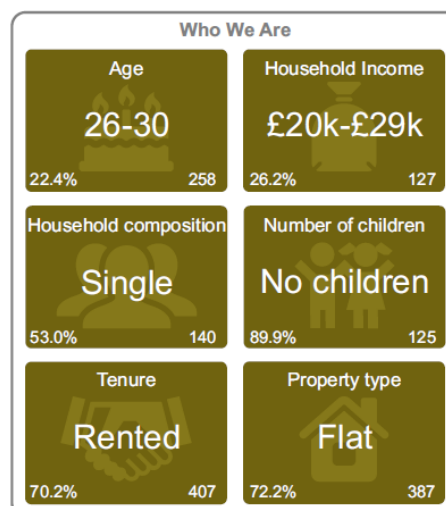 Who We Are
Age
26-30
22.4% 258
Household Income
£20k-£29k
26.2% 127
Household composition
Single
53.0% 140
Number of children
No children
89.9% 125
Tenure
Rented
70.2% 407
Property type
Flat
72.2% 387